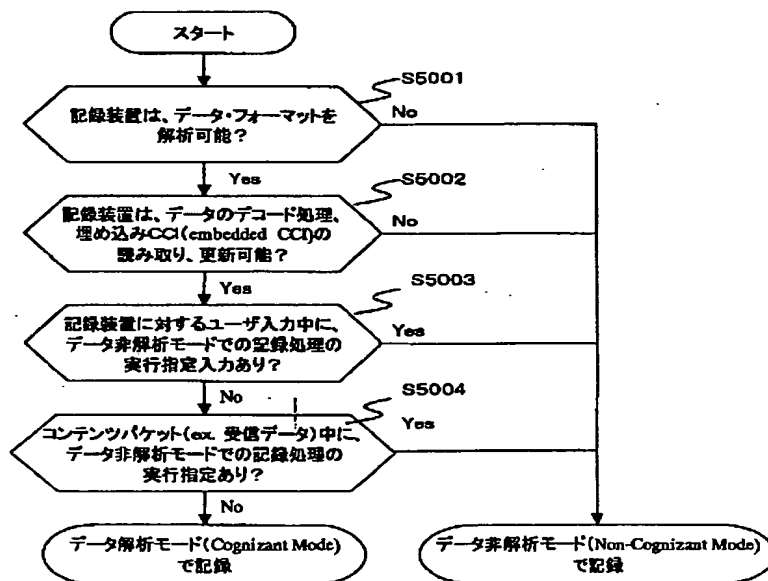 スタート
S5001
記録装置は、データ・フォーマットを
解析可能?
No
Yes
S5002
記録装置は、データのデコード処理、
埋め込みCCI(embedded CCI)の
読み取り、更新可能?
No
Yes
S5003
記録装置に対するユーザ入力中に、
データ非解析モードでの記録処理の
実行指定入力あり?
Yes
No
S5004
コンテンツパケット(ex. 受信データ)中に、
データ非解析モードでの記録処理の
実行指定あり?
Yes
No
データ解析モード(Cognizant Mode)
で記録
データ非解析モード(Non-Cognizant Mode)
で記録